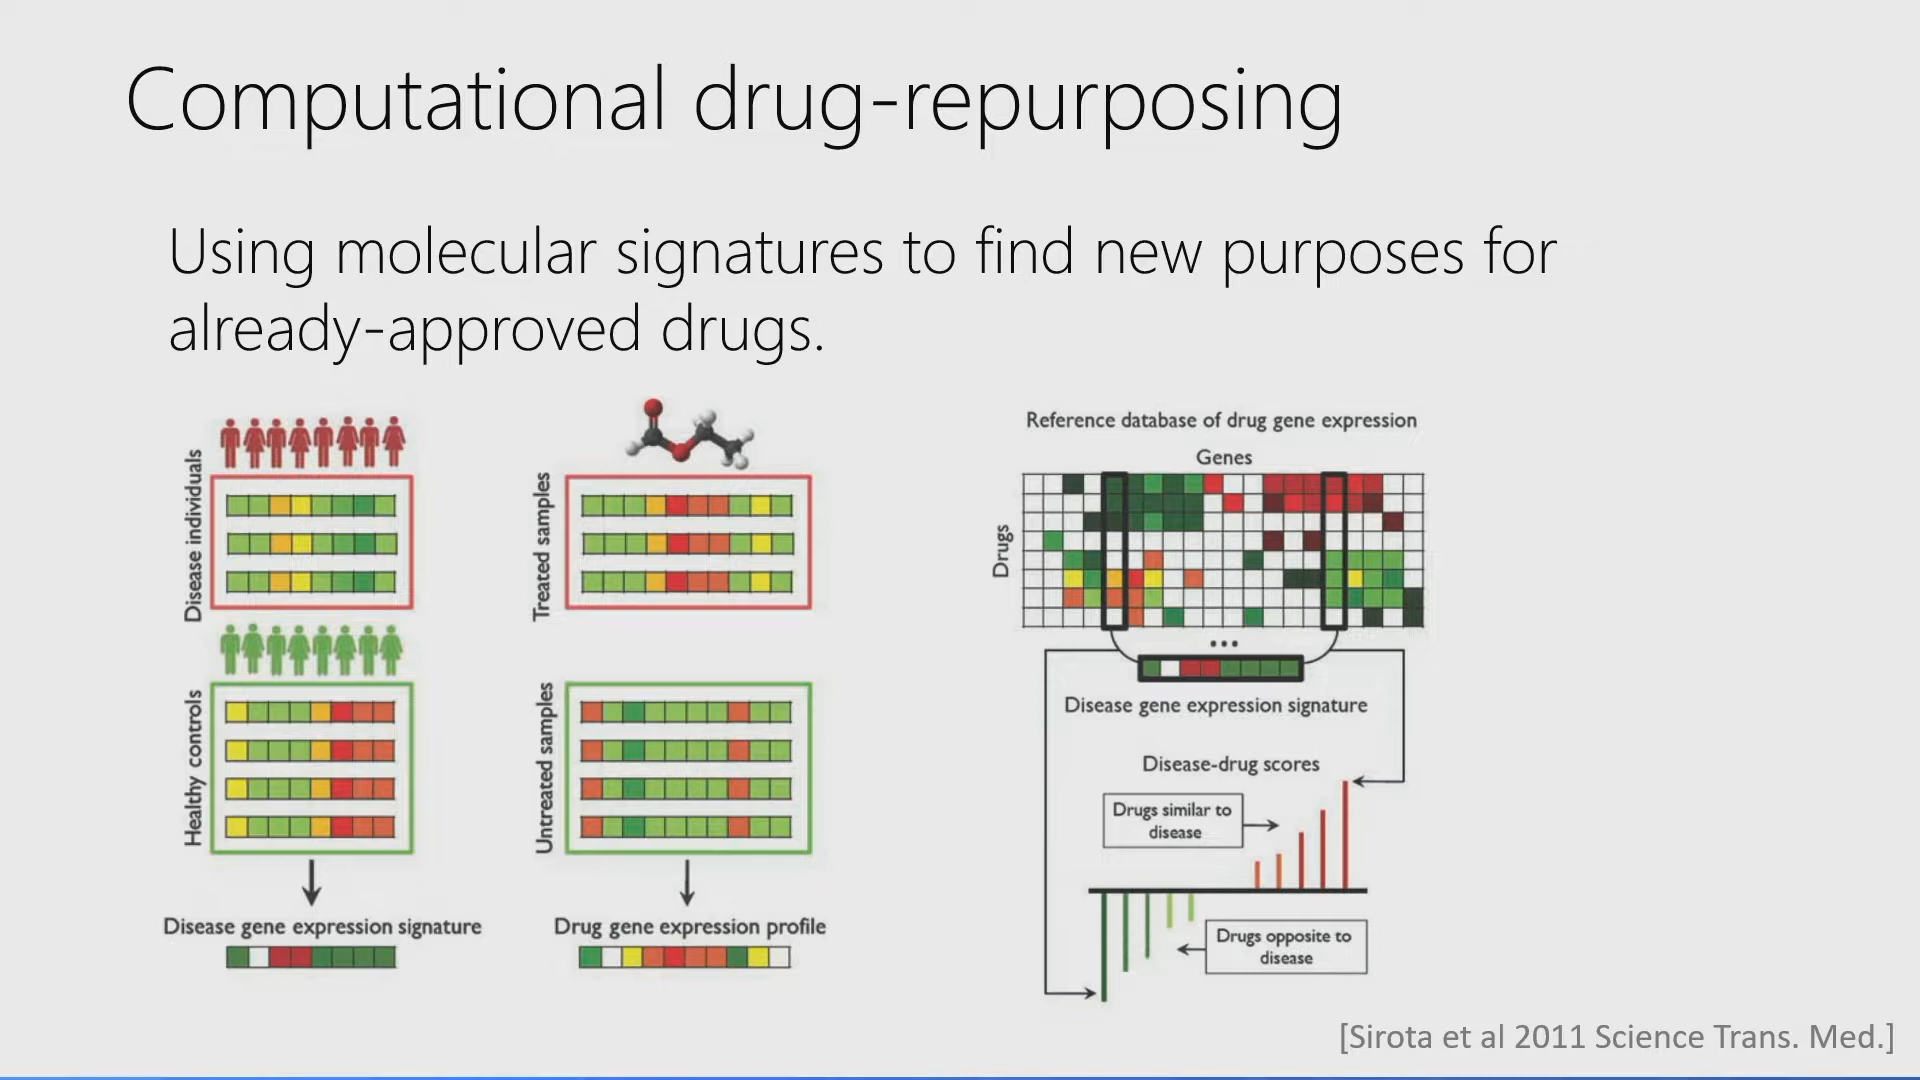 Computational drug-repurposing
Using molecular signatures to find new purposes for
already-approved drugs.
Disease individuals
Healthy controls
Disease gene expression signature
Treated samples
Untreated samples
Drug gene expression profile
Reference database of drug gene expression
Genes
Drugs
...
Disease gene expression signature
Disease-drug scores
Drugs similar to
disease
Drugs opposite to
disease
[Sirota et al 2011 Science Trans. Med.]